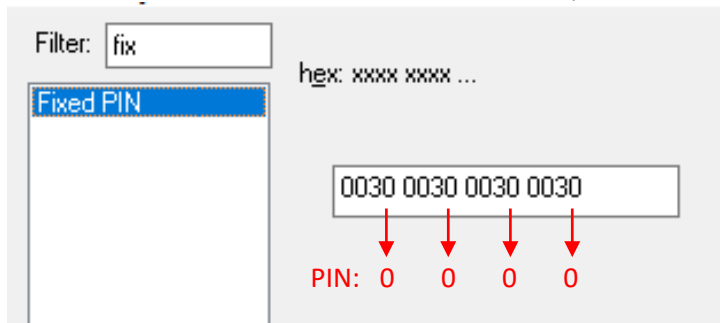 Filter: fix
hex: xxxx xxxx ...
Fixed PIN
0030 0030 0030 0030
PIN: 0 0 0 0